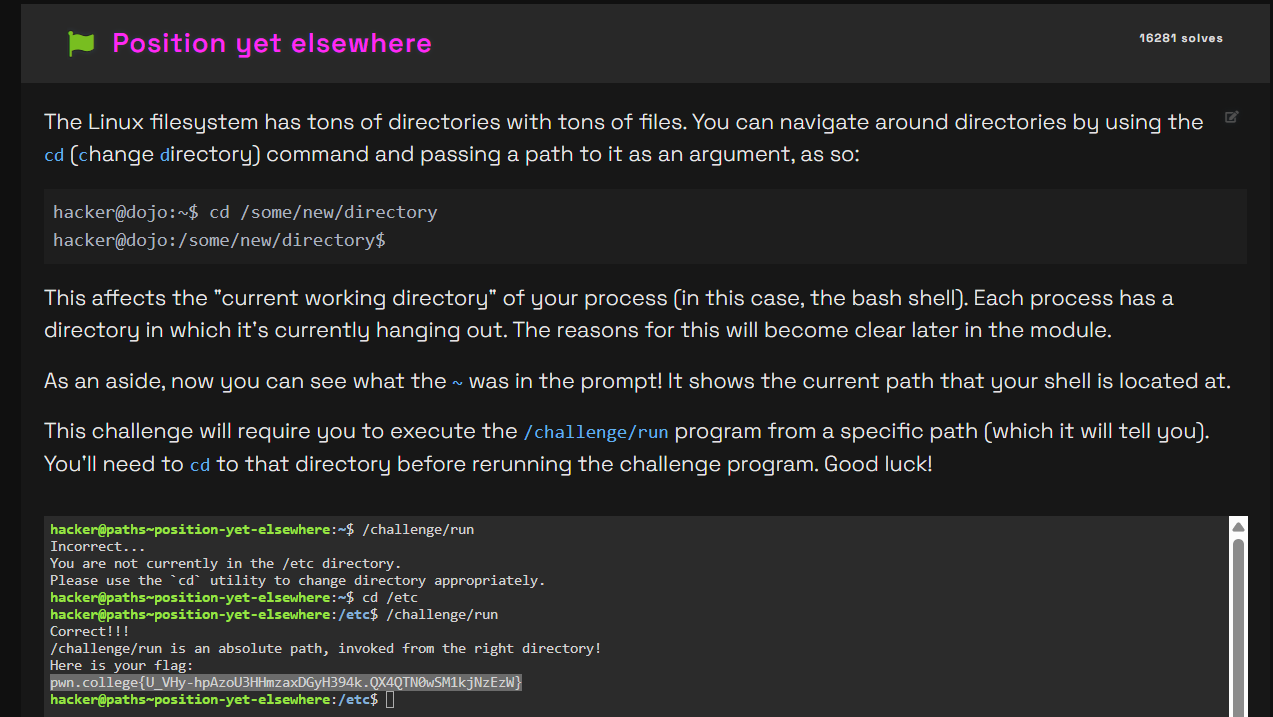 Position yet elsewhere
16281 solves
The Linux filesystem has tons of directories with tons of files. You can navigate around directories by using the
cd (change directory) command and passing a path to it as an argument, as so:
hacker@dojo:~$ cd /some/new/directory
hacker@dojo:/some/new/directory$
This affects the "current working directory" of your process (in this case, the bash shell). Each process has a
directory in which it's currently hanging out. The reasons for this will become clear later in the module.
As an aside, now you can see what the ~ was in the prompt! It shows the current path that your shell is located at.
This challenge will require you to execute the /challenge/run program from a specific path (which it will tell you).
You'll need to cd to that directory before rerunning the challenge program. Good luck!
hacker@paths~position-yet-elsewhere:~$ /challenge/run
Incorrect...
You are not currently in the /etc directory.
Please use the `cd` utility to change directory appropriately.
hacker@paths~position-yet-elsewhere:~$ cd /etc
hacker@paths~position-yet-elsewhere:/etc$ /challenge/run
Correct!!!
/challenge/run is an absolute path, invoked from the right directory!
Here is your flag:
pwn.college{U_VHy-hpAzoU3HHmzaxDGyH394k.QX4QTN0wSM1kjNzEzW}
hacker@paths~position-yet-elsewhere:/etc$